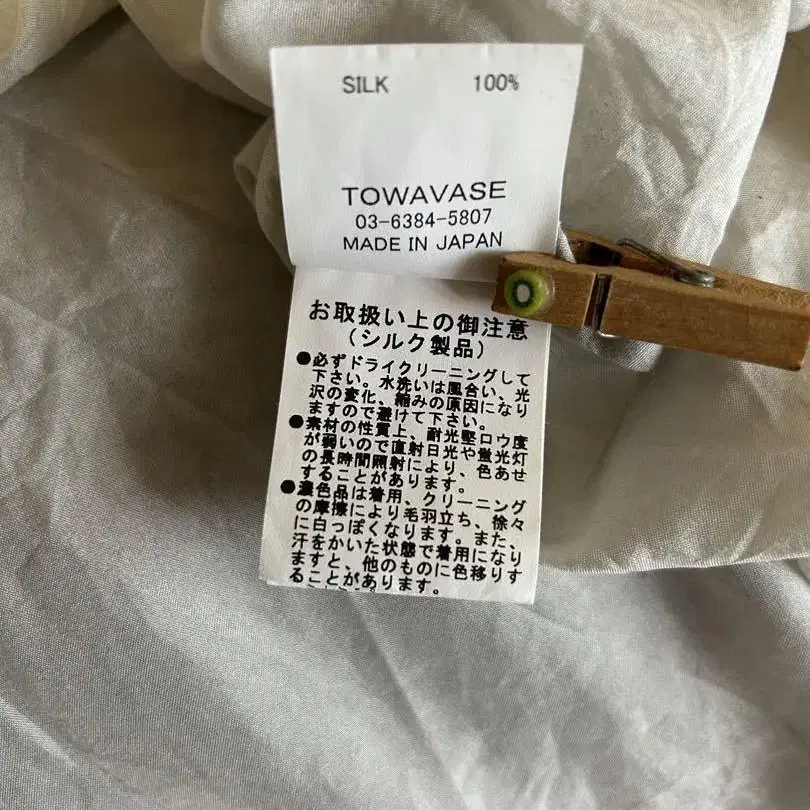 SILK 100%
TOWAVASE
03-6384-5807
MADE IN JAPAN
お取扱い上の御注意
（シルク製品）
●必ずドライクリーニングして
下さい。水洗いは風合い、光
沢の変化、縮みの原因になり
ますので避けて下さい。
●素材の性質上、耐光堅ロウ度
が弱いので直射日光や蛍光灯
の長時間照射により、色あせ
することがあります。
●濃色品は着用、クリーニング
の摩擦により毛羽立ち、徐々
に白っぽくなります。また、
汗をかいた状態で着用になり
ますと、他のものに色移りす
ることがあります。